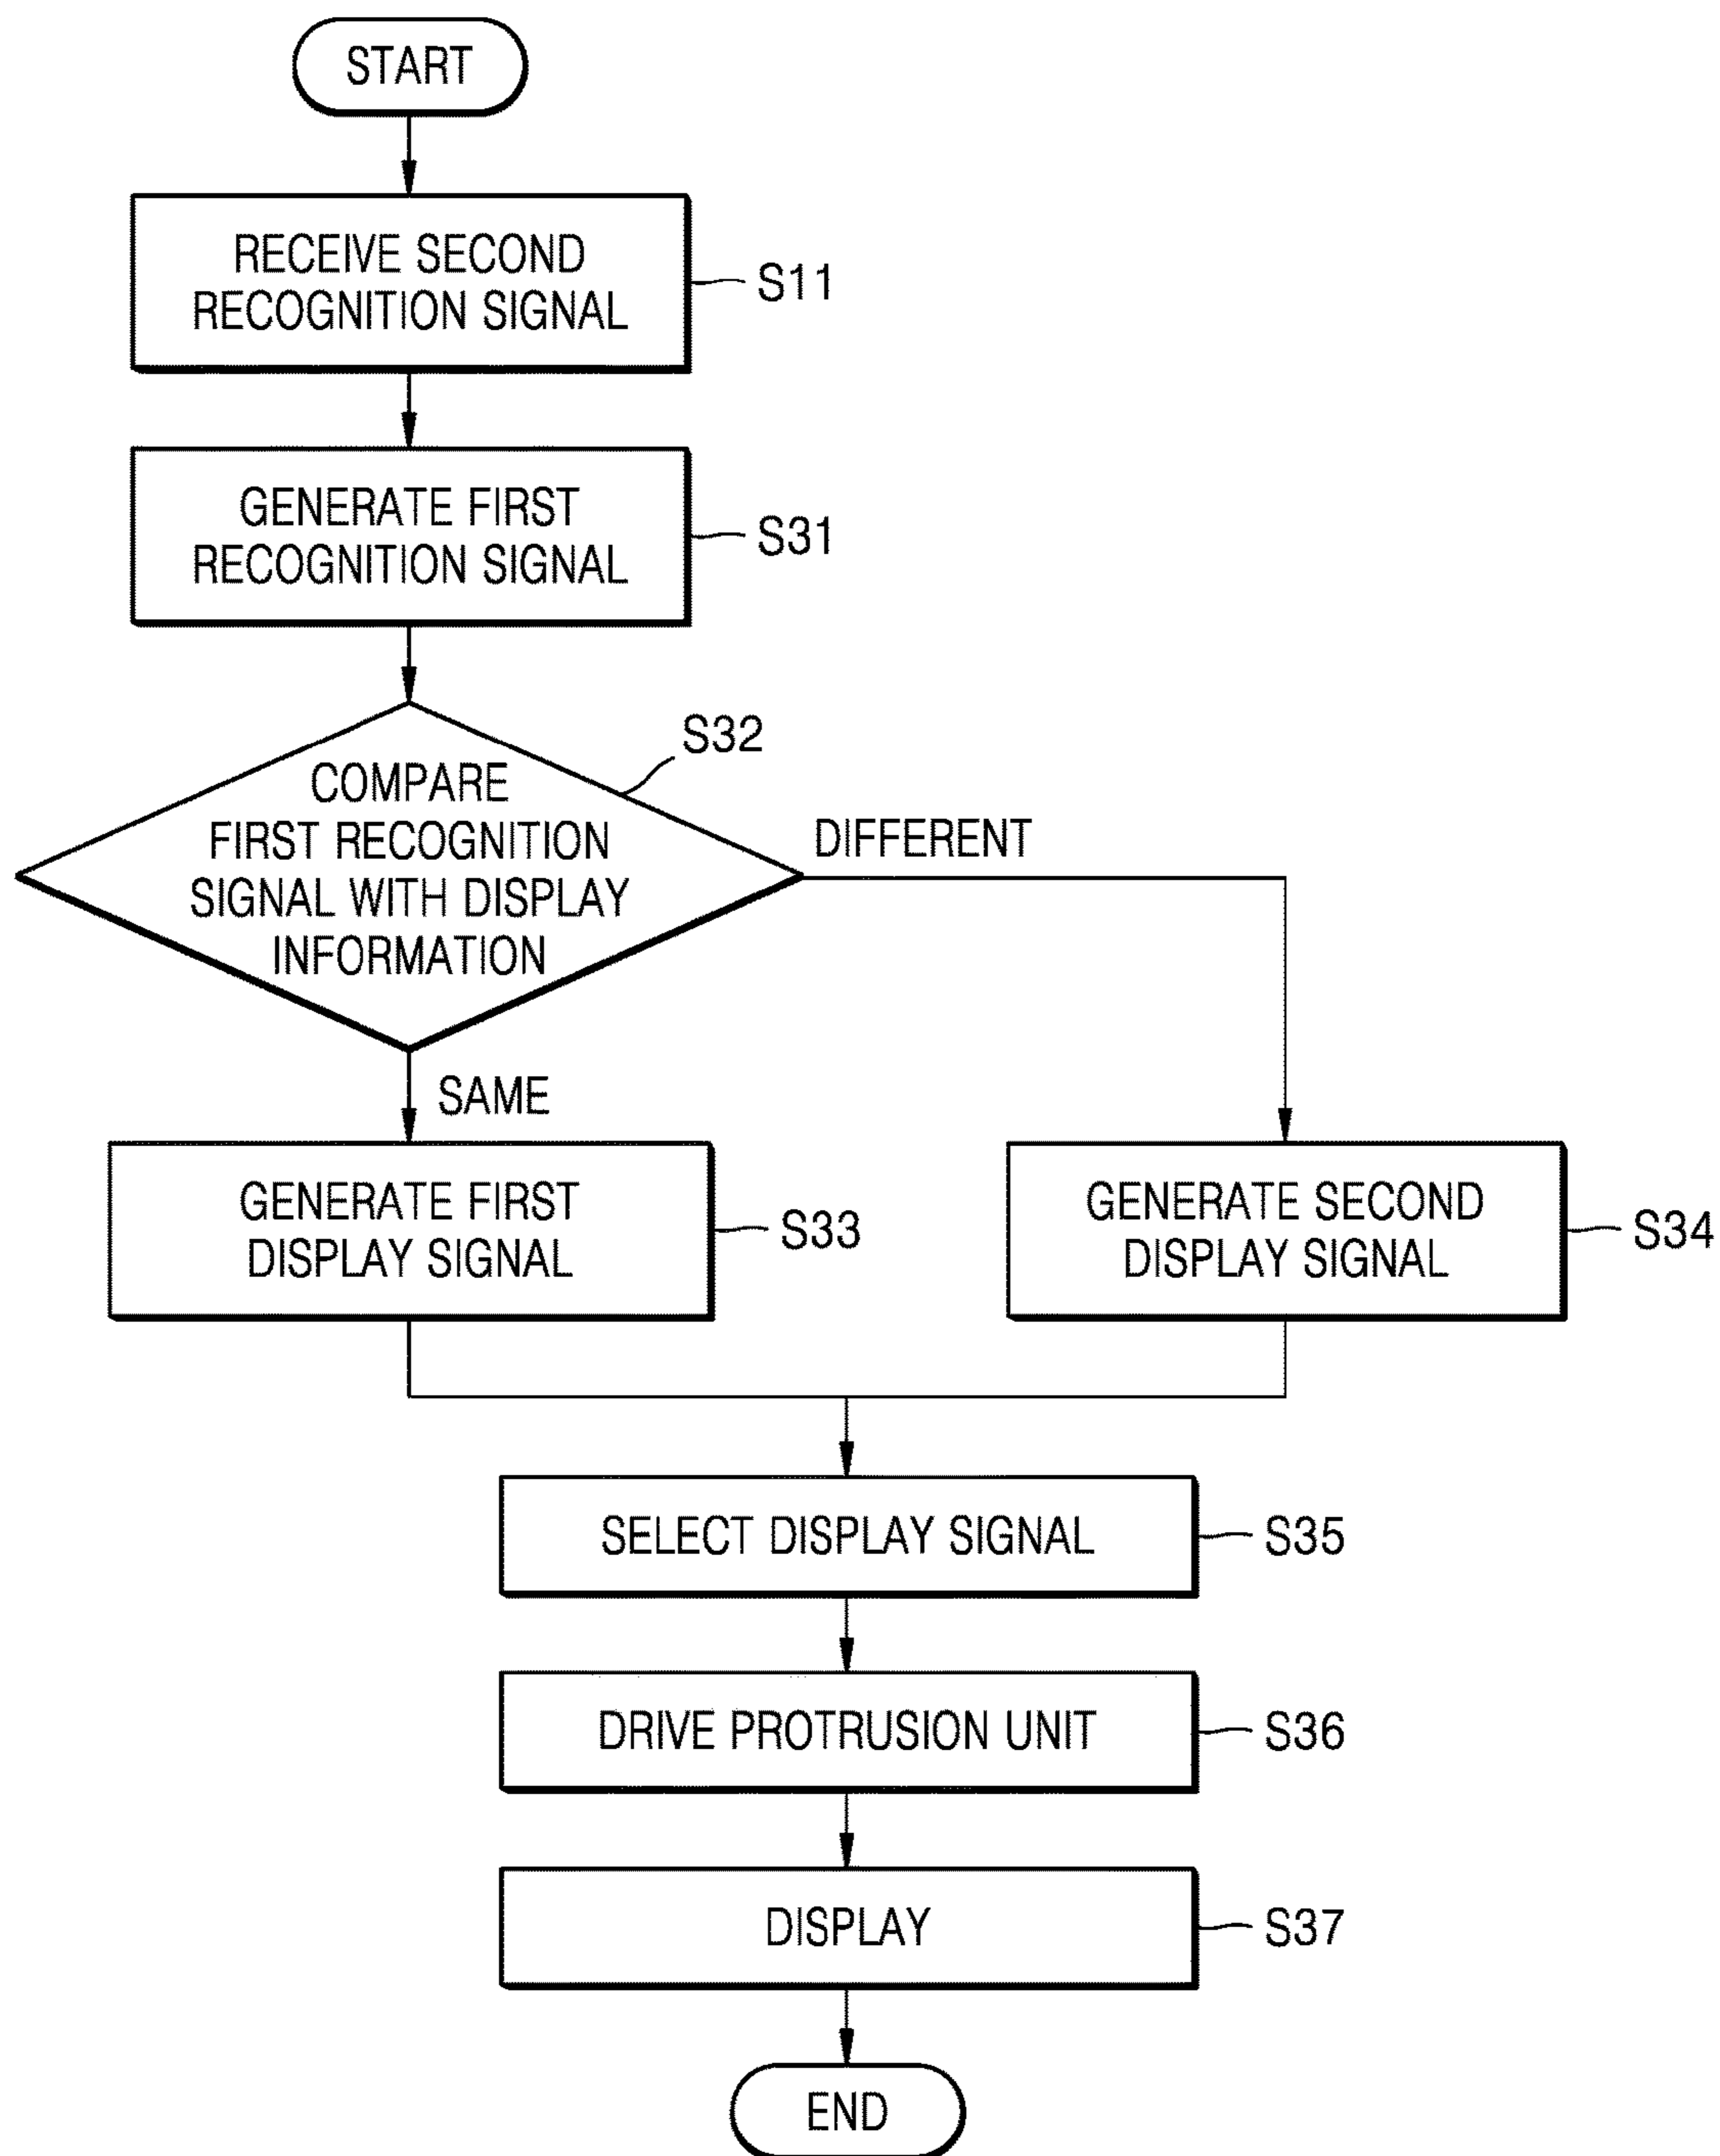 START
RECEIVE SECOND
RECOGNITION SIGNAL
S11
GENERATE FIRST
RECOGNITION SIGNAL
S31
S32
COMPARE
FIRST RECOGNITION
SIGNAL WITH DISPLAY
INFORMATION
DIFFERENT
SAME
GENERATE FIRST
DISPLAY SIGNAL
S33
GENERATE SECOND
DISPLAY SIGNAL
S34
SELECT DISPLAY SIGNAL
S35
DRIVE PROTRUSION UNIT
S36
DISPLAY
S37
END